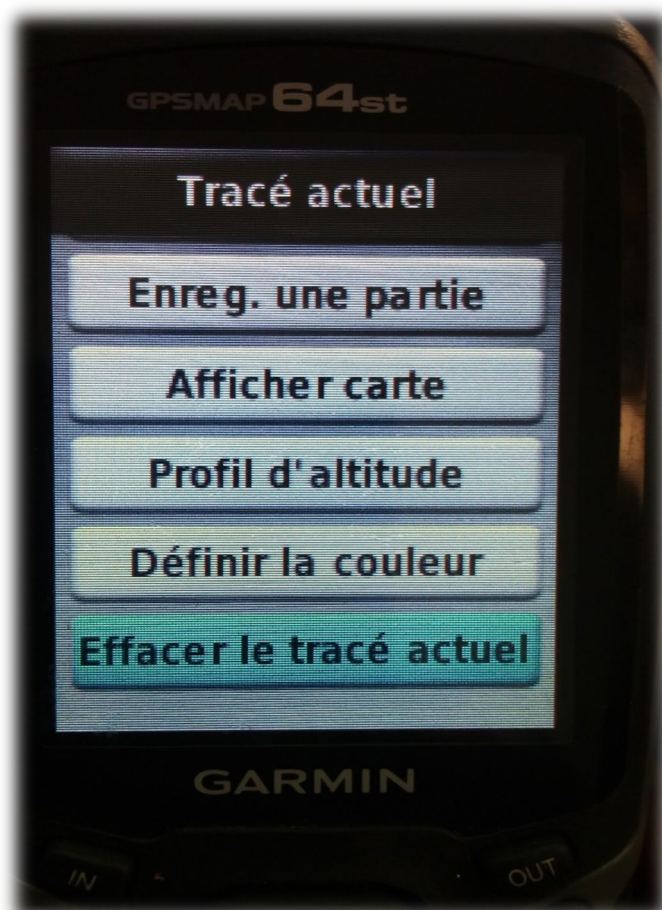 GPSMAP 64st
Tracé actuel
Enreg. une partie
Afficher carte
Profil d'altitude
Définir la couleur
Effacer le tracé actuel
GARMIN
IN
OUT